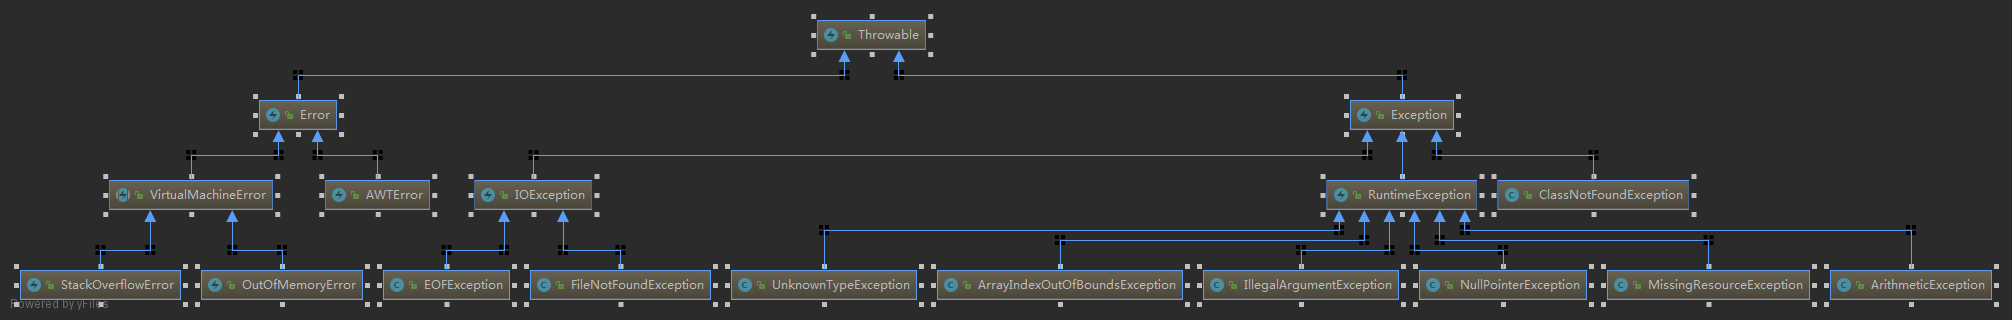 Throwable
Error
Exception
VirtualMachineError
AWTError
IOException
RuntimeException
ClassNotFoundException
StackOverflowError
OutOfMemoryError
EOFException
FileNotFoundException
UnknownTypeException
ArrayIndexOutOfBoundsException
IllegalArgumentException
NullPointerException
MissingResourceException
ArithmeticException
Powered by yFiles